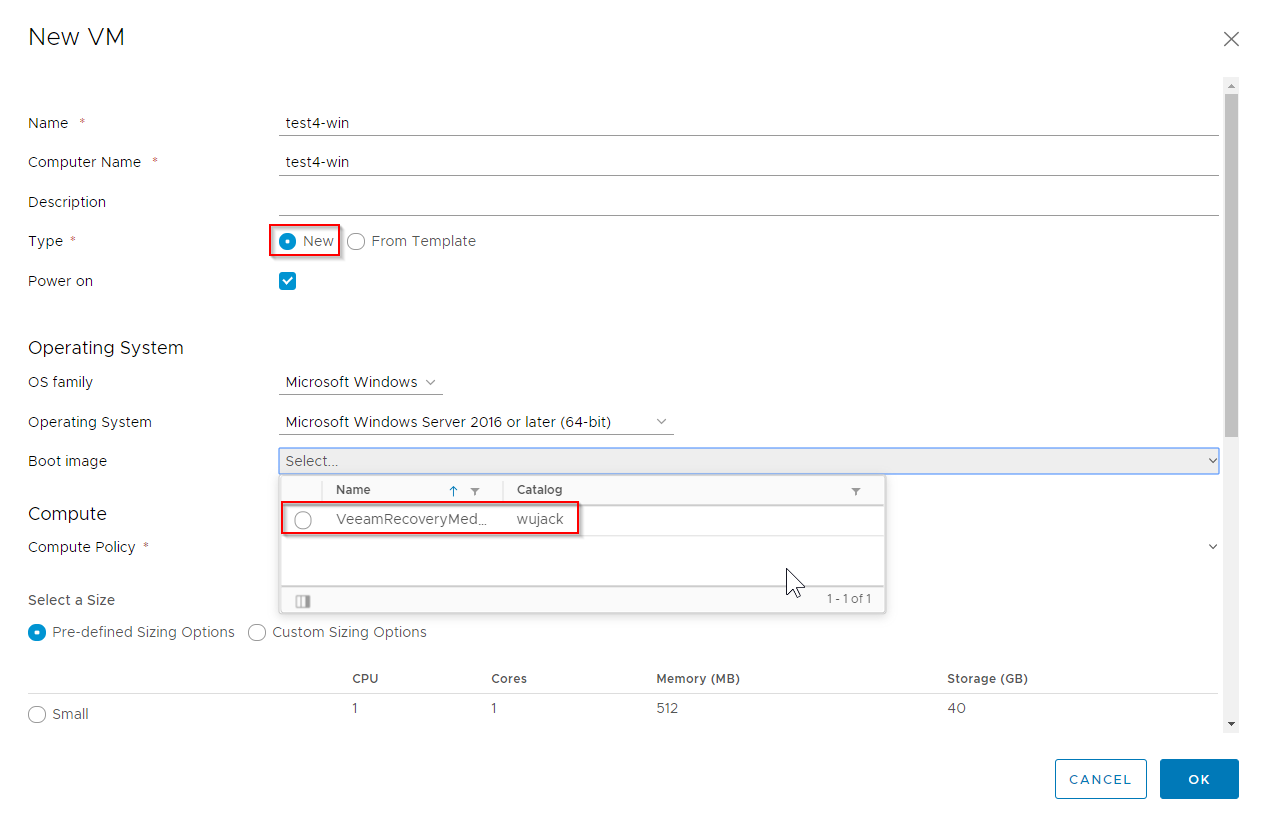 New VM
Name * test4-win
Computer Name * test4-win
Description
Type * New From Template
Power on
Operating System
OS family Microsoft Windows
Operating System Microsoft Windows Server 2016 or later (64-bit)
Boot image Select...
Name Catalog
VeeamRecoveryMed... wujack
Compute
Compute Policy *
1 - 1 of 1
Select a Size
Pre-defined Sizing Options Custom Sizing Options
CPU Cores Memory (MB) Storage (GB)
Small 1 1 512 40
CANCEL OK